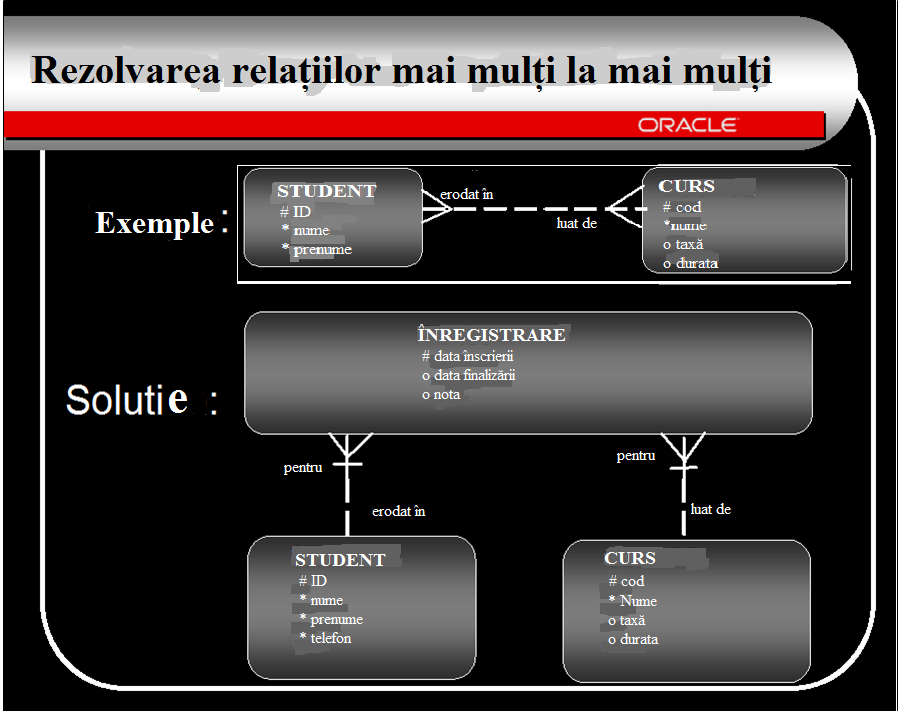 Rezolvarea relațiilor mai mulți la mai mulți
ORACLE
Exemple :
STUDENT
# ID
* nume
* prenume
erodat în
luat de
CURS
# cod
*nume
o taxă
o durata
Solutie :
ÎNREGISTRARE
# data înscrierii
o data finalizării
o nota
pentru
erodat în
pentru
luat de
STUDENT
# ID
* nume
* prenume
* telefon
CURS
# cod
* Nume
o taxă
o durata